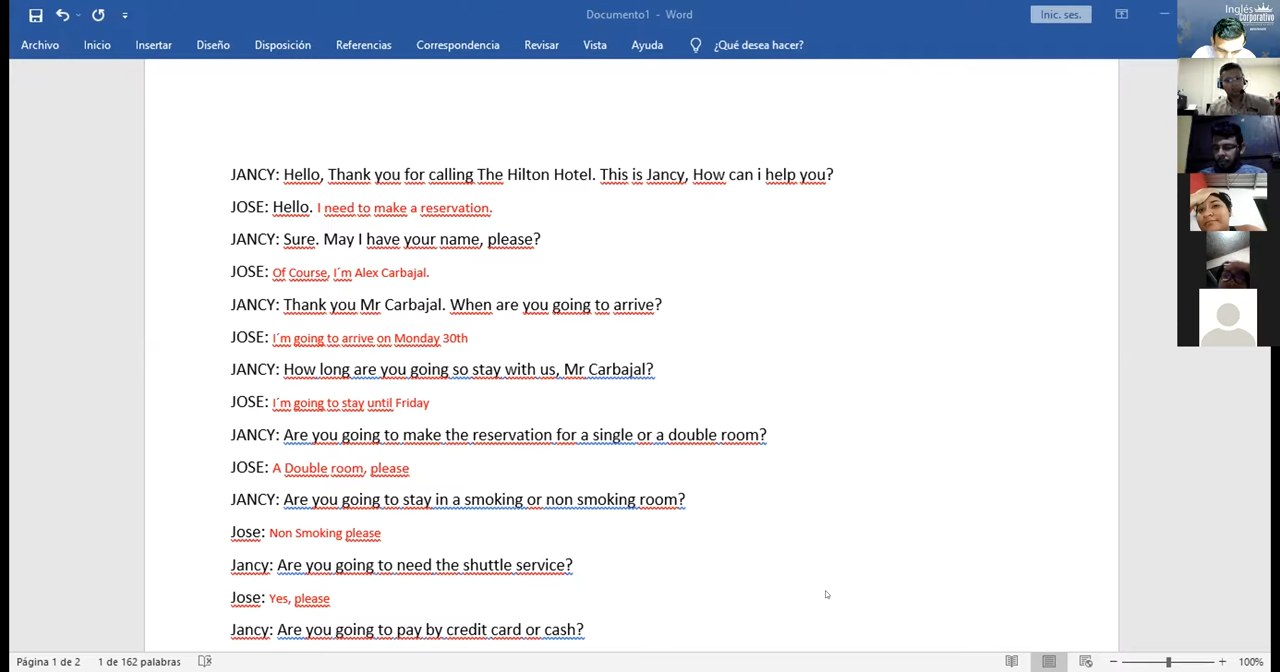 Documento1 - Word
Inic. ses.
Inglés
Corporativo
Archivo Inicio Insertar Diseño Disposición Referencias Correspondencia Revisar Vista Ayuda ¿Qué desea hacer?
JANCY: Hello, Thank you for calling The Hilton Hotel. This is Jancy, How can i help you?
JOSE: Hello. I need to make a reservation.
JANCY: Sure. May I have your name, please?
JOSE: Of Course, I´m Alex Carbajal.
JANCY: Thank you Mr Carbajal. When are you going to arrive?
JOSE: I´m going to arrive on Monday 30th
JANCY: How long are you going so stay with us, Mr Carbajal?
JOSE: I´m going to stay until Friday
JANCY: Are you going to make the reservation for a single or a double room?
JOSE: A Double room, please
JANCY: Are you going to stay in a smoking or non smoking room?
Jose: Non Smoking please
Jancy: Are you going to need the shuttle service?
Jose: Yes, please
Jancy: Are you going to pay by credit card or cash?
Página 1 de 2 1 de 162 palabras 100%